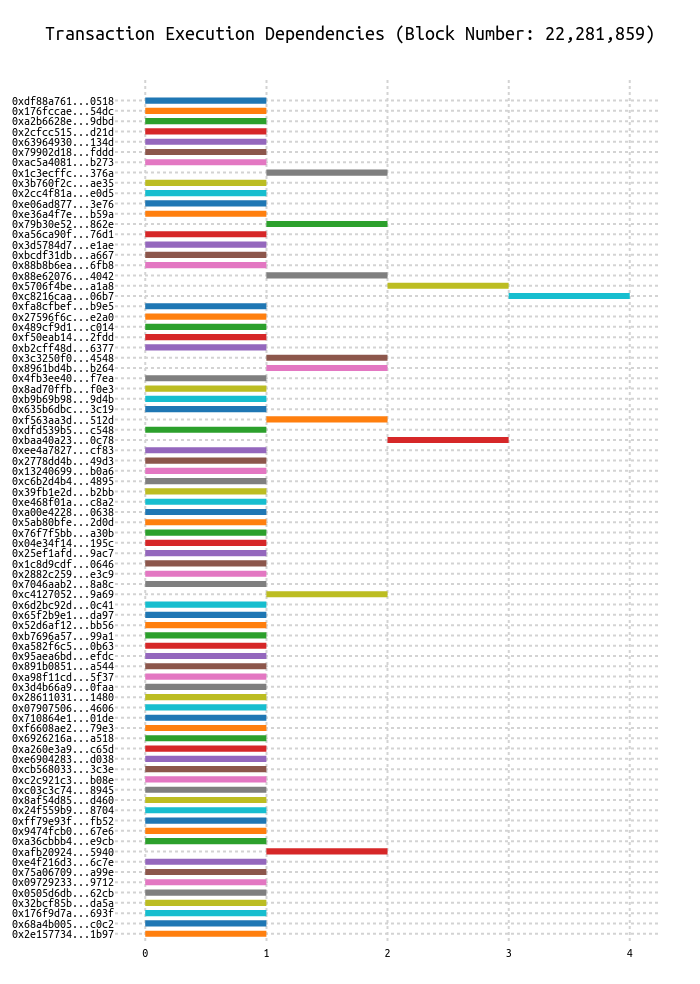 Transaction Execution Dependencies (Block Number: 22,281,859)
0xdf88a761...0518
0x176fccae...54dc
0xa2b6628e...9dbd
0x2cfcc515...d21d
0x63964930...134d
0x79902d18...fddd
0xac5a4081...b273
0x1c3ecffc...376a
0x3b760f2c...ae35
0x2cc4f81a...e0d5
0xe06ad877...3e76
0xe36a4f7e...b59a
0x79b30e52...862e
0xa56ca90f...76d1
0x3d5784d7...e1ae
0xbcdf31db...a667
0x88b8b6ea...6fb8
0x88e62076...4042
0x5706f4be...a1a8
0xc8216caa...06b7
0xfa8cfbef...b9e5
0x27596f6c...e2a0
0x489cf9d1...c014
0xf50eab14...2fdd
0xb2cff48d...6377
0x3c3250f0...4548
0x8961bd4b...b264
0x4fb3ee40...f7ea
0x8ad70ffb...f0e3
0xb9b69b98...9d4b
0x635b6dbc...3c19
0xf563aa3d...512d
0xdfd539b5...c548
0xbaa40a23...0c78
0xee4a7827...cf83
0x2778dd4b...49d3
0x13240699...b0a6
0xc6b2d4b4...4895
0x39fb1e2d...b2bb
0xe468f01a...c8a2
0xa00e4228...0638
0x5ab80bfe...2d0d
0x76f7f5bb...a30b
0x04e34f14...195c
0x25ef1afd...9ac7
0x1c8d9cdf...0646
0x2882c259...e3c9
0x7046aab2...8a8c
0xc4127052...9a69
0x6d2bc92d...0c41
0x65f2b9e1...da97
0x52d6af12...bb56
0xb7696a57...99a1
0xa582f6c5...0b63
0x95aea6bd...efdc
0x891b0851...a544
0xa98f11cd...5f37
0x3d4b66a9...0faa
0x28611031...1480
0x07907506...4606
0x710864e1...01de
0xf6608ae2...79e3
0x6926216a...a518
0xa260e3a9...c65d
0xe6904283...d038
0xcb568033...3c3e
0xc2c921c3...b08e
0xc03c3c74...8945
0x8af54d85...d460
0x24f559b9...8704
0xff79e93f...fb52
0x9474fcb0...67e6
0xa36cbbb4...e9cb
0xafb20924...5940
0xe4f216d3...6c7e
0x75a06709...a99e
0x09729233...9712
0x0505d6db...62cb
0x32bcf85b...da5a
0x176f9d7a...693f
0x68a4b005...c0c2
0x2e157734...1b97
0 1 2 3 4